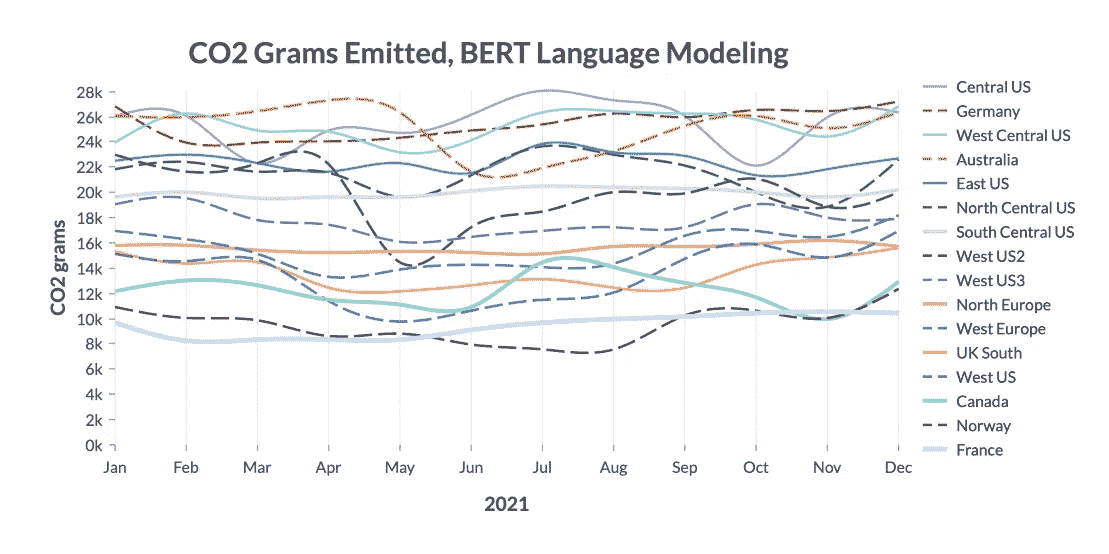 CO2 Grams Emitted, BERT Language Modeling
28k
26k
24k
22k
20k
18k
16k
14k
12k
10k
8k
6k
4k
2k
0k
CO2 grams
Jan Feb Mar Apr May Jun Jul Aug Sep Oct Nov Dec
2021
Central US
Germany
West Central US
Australia
East US
North Central US
South Central US
West US2
West US3
North Europe
West Europe
UK South
West US
Canada
Norway
France